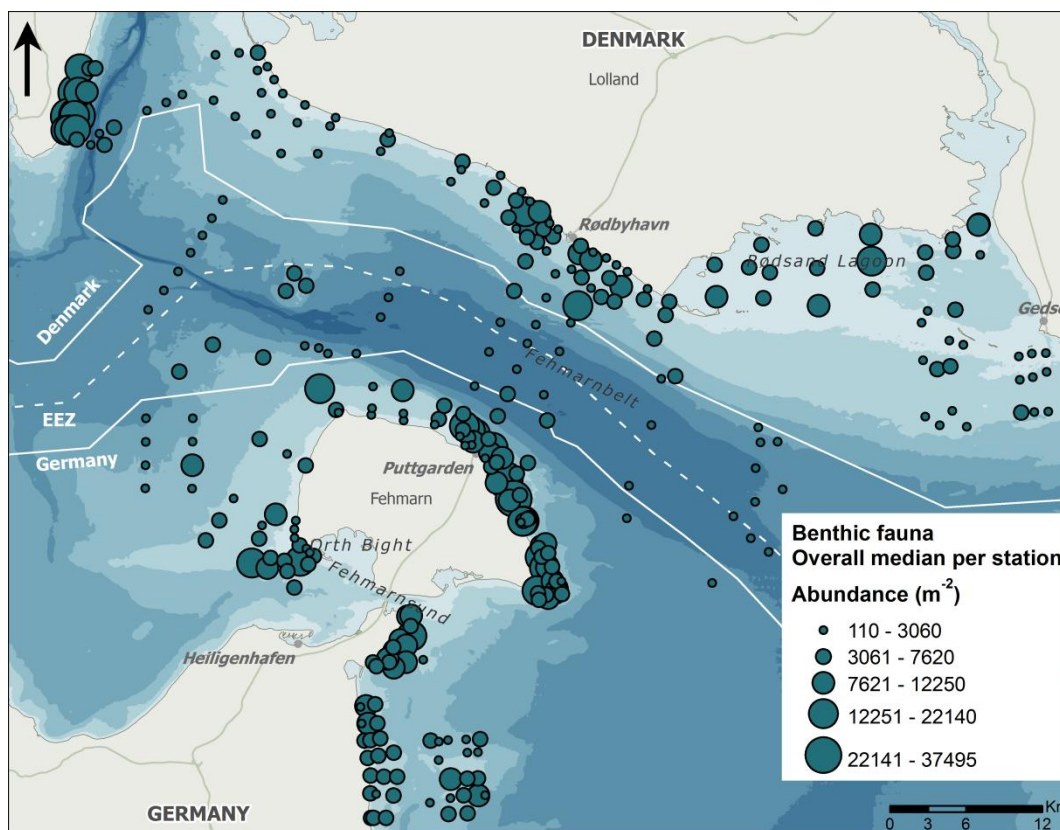 DENMARK
Lolland
Rødbyhavn
Rødsand Lagoon
Gedse
Denmark
Fehmarnbelt
EEZ
Germany
Puttgarden
Fehmarn
Orth Bight
Fehmarnsund
Heiligenhafen
GERMANY
Benthic fauna
Overall median per station
Abundance (m⁻²)
110 - 3060
3061 - 7620
7621 - 12250
12251 - 22140
22141 - 37495
Km
0 3 6 12